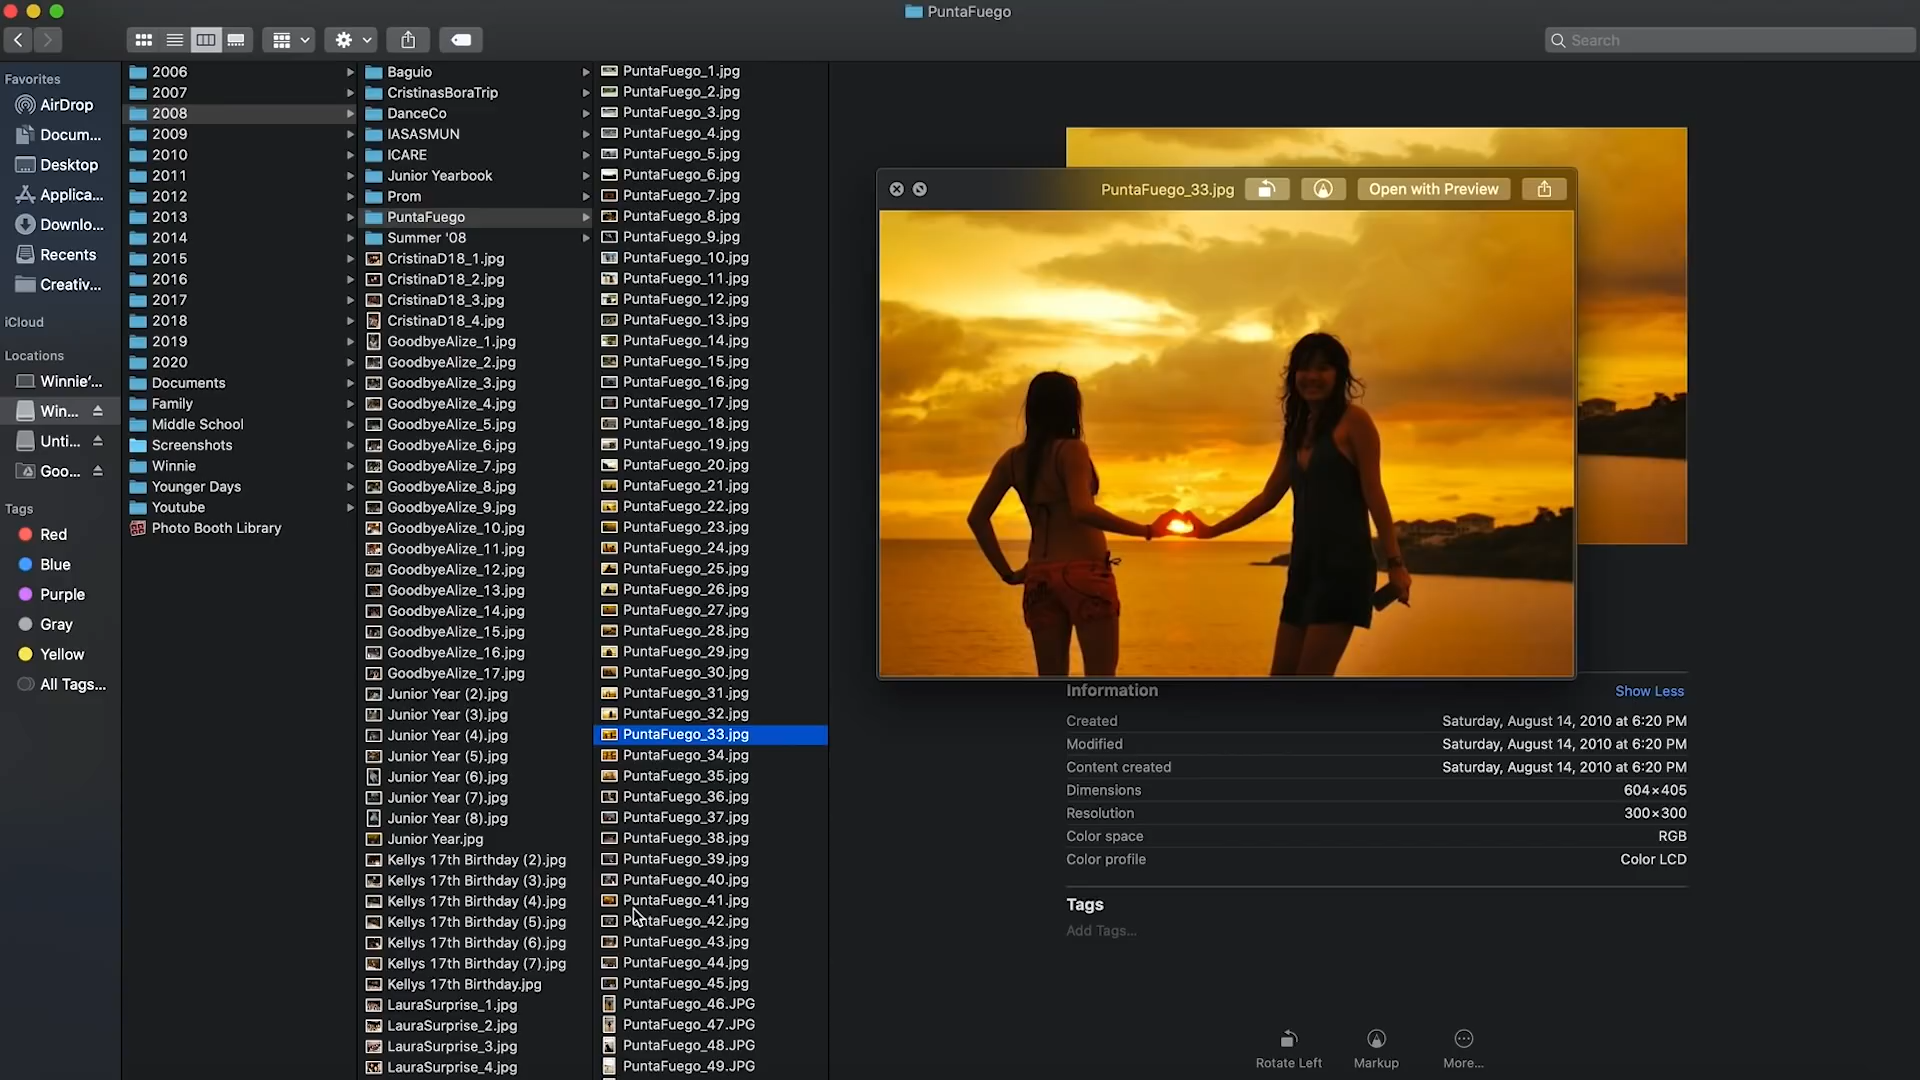 PuntaFuego
Search
Favorites
AirDrop
Docum...
Desktop
Applica...
Downlo...
Recents
Creativ...
iCloud
Locations
Winnie'...
Win...
Unti...
Goo...
Tags
Red
Blue
Purple
Gray
Yellow
All Tags...
2006
2007
2008
2009
2010
2011
2012
2013
2014
2015
2016
2017
2018
2019
2020
Documents
Family
Middle School
Screenshots
Winnie
Younger Days
Youtube
Photo Booth Library
Baguio
CristinasBoraTrip
DanceCo
IASASMUN
ICARE
Junior Yearbook
Prom
PuntaFuego
Summer '08
CristinaD18_1.jpg
CristinaD18_2.jpg
CristinaD18_3.jpg
CristinaD18_4.jpg
GoodbyeAlize_1.jpg
GoodbyeAlize_2.jpg
GoodbyeAlize_3.jpg
GoodbyeAlize_4.jpg
GoodbyeAlize_5.jpg
GoodbyeAlize_6.jpg
GoodbyeAlize_7.jpg
GoodbyeAlize_8.jpg
GoodbyeAlize_9.jpg
GoodbyeAlize_10.jpg
GoodbyeAlize_11.jpg
GoodbyeAlize_12.jpg
GoodbyeAlize_13.jpg
GoodbyeAlize_14.jpg
GoodbyeAlize_15.jpg
GoodbyeAlize_16.jpg
GoodbyeAlize_17.jpg
Junior Year (2).jpg
Junior Year (3).jpg
Junior Year (4).jpg
Junior Year (5).jpg
Junior Year (6).jpg
Junior Year (7).jpg
Junior Year (8).jpg
Junior Year.jpg
Kellys 17th Birthday (2).jpg
Kellys 17th Birthday (3).jpg
Kellys 17th Birthday (4).jpg
Kellys 17th Birthday (5).jpg
Kellys 17th Birthday (6).jpg
Kellys 17th Birthday (7).jpg
Kellys 17th Birthday.jpg
LauraSurprise_1.jpg
LauraSurprise_2.jpg
LauraSurprise_3.jpg
LauraSurprise_4.jpg
PuntaFuego_1.jpg
PuntaFuego_2.jpg
PuntaFuego_3.jpg
PuntaFuego_4.jpg
PuntaFuego_5.jpg
PuntaFuego_6.jpg
PuntaFuego_7.jpg
PuntaFuego_8.jpg
PuntaFuego_9.jpg
PuntaFuego_10.jpg
PuntaFuego_11.jpg
PuntaFuego_12.jpg
PuntaFuego_13.jpg
PuntaFuego_14.jpg
PuntaFuego_15.jpg
PuntaFuego_16.jpg
PuntaFuego_17.jpg
PuntaFuego_18.jpg
PuntaFuego_19.jpg
PuntaFuego_20.jpg
PuntaFuego_21.jpg
PuntaFuego_22.jpg
PuntaFuego_23.jpg
PuntaFuego_24.jpg
PuntaFuego_25.jpg
PuntaFuego_26.jpg
PuntaFuego_27.jpg
PuntaFuego_28.jpg
PuntaFuego_29.jpg
PuntaFuego_30.jpg
PuntaFuego_31.jpg
PuntaFuego_32.jpg
PuntaFuego_33.jpg
PuntaFuego_34.jpg
PuntaFuego_35.jpg
PuntaFuego_36.jpg
PuntaFuego_37.jpg
PuntaFuego_38.jpg
PuntaFuego_39.jpg
PuntaFuego_40.jpg
PuntaFuego_41.jpg
PuntaFuego_42.jpg
PuntaFuego_43.jpg
PuntaFuego_44.jpg
PuntaFuego_45.jpg
PuntaFuego_46.JPG
PuntaFuego_47.JPG
PuntaFuego_48.JPG
PuntaFuego_49.JPG
PuntaFuego_33.jpg Open with Preview
Information Show Less
Created Saturday, August 14, 2010 at 6:20 PM
Modified Saturday, August 14, 2010 at 6:20 PM
Content created Saturday, August 14, 2010 at 6:20 PM
Dimensions 604×405
Resolution 300×300
Color space RGB
Color profile Color LCD
Tags
Add Tags...
Rotate Left Markup More...